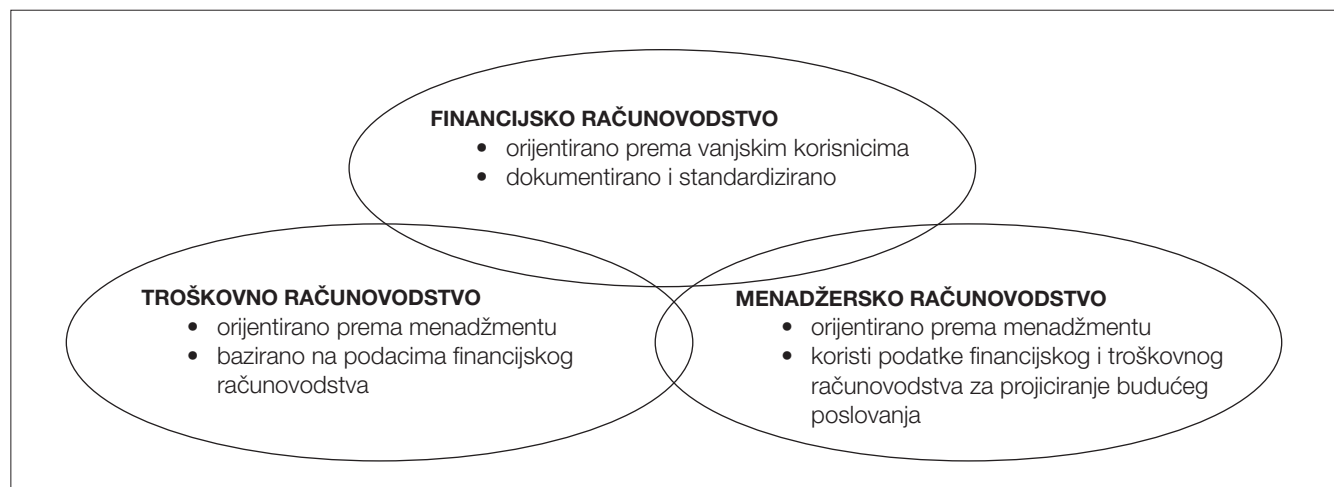 FINANCIJSKO RAČUNOVODSTVO
• orijentirano prema vanjskim korisnicima
• dokumentirano i standardizirano
TROŠKOVNO RAČUNOVODSTVO
• orijentirano prema menadžmentu
• bazirano na podacima financijskog
računovodstva
MENADŽERSKO RAČUNOVODSTVO
• orijentirano prema menadžmentu
• koristi podatke financijskog i troškovnog
računovodstva za projiciranje budućeg
poslovanja